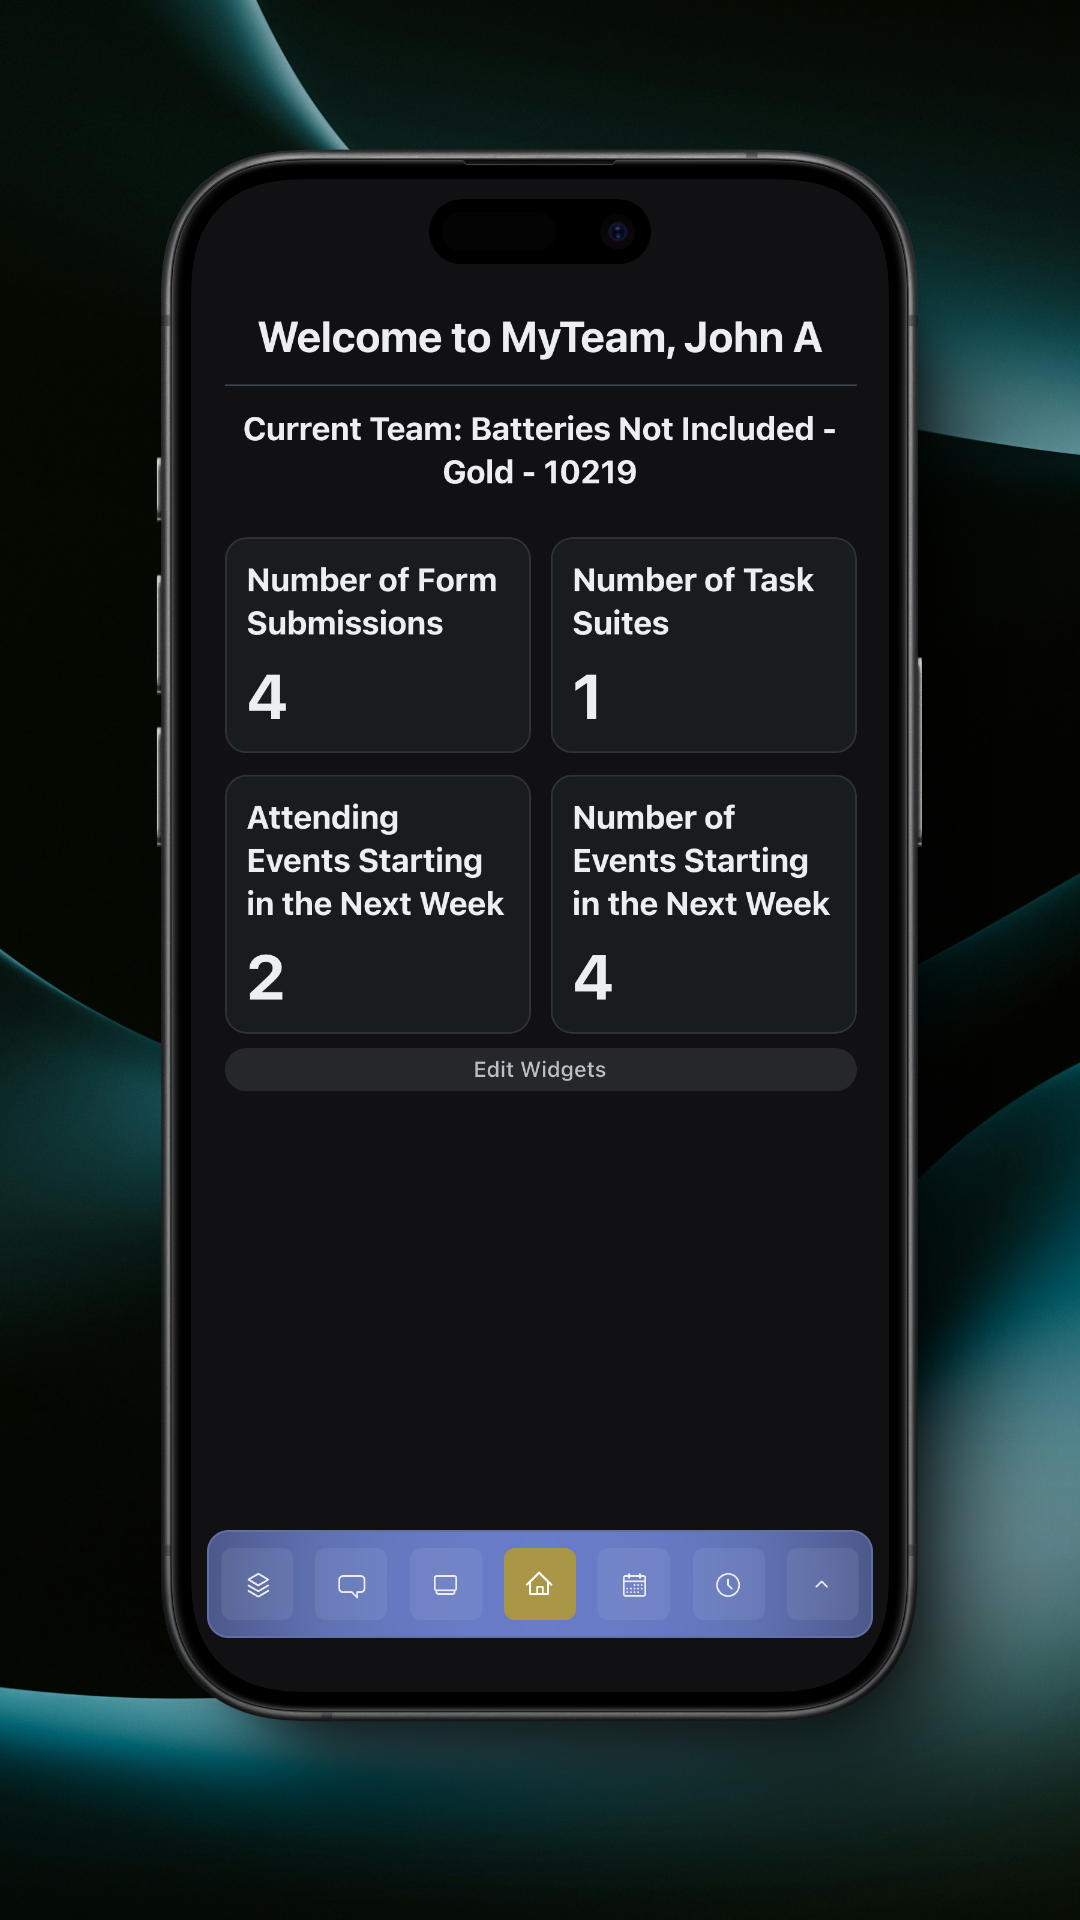 Welcome to MyTeam, John A
Current Team: Batteries Not Included -
Gold - 10219
Number of Form
Submissions
4
Number of Task
Suites
1
Attending
Events Starting
in the Next Week
2
Number of
Events Starting
in the Next Week
4
Edit Widgets